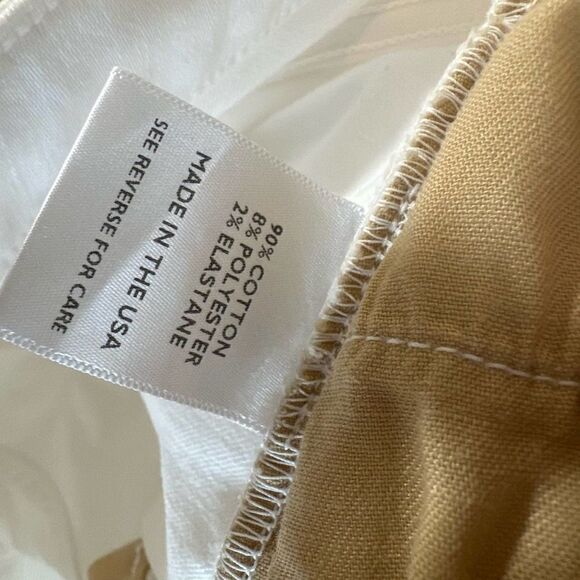 90% COTTON
8% POLYESTER
2% ELASTANE
MADE IN THE USA
SEE REVERSE FOR CARE